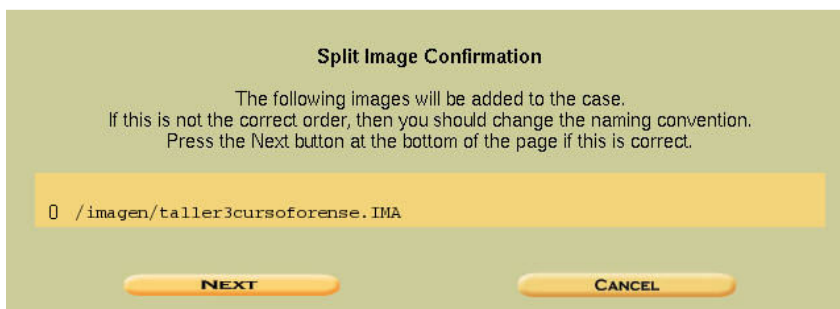 Split Image Confirmation
The following images will be added to the case.
If this is not the correct order, then you should change the naming convention.
Press the Next button at the bottom of the page if this is correct.
0 /imagen/taller3cursoforense.IMA
NEXT CANCEL